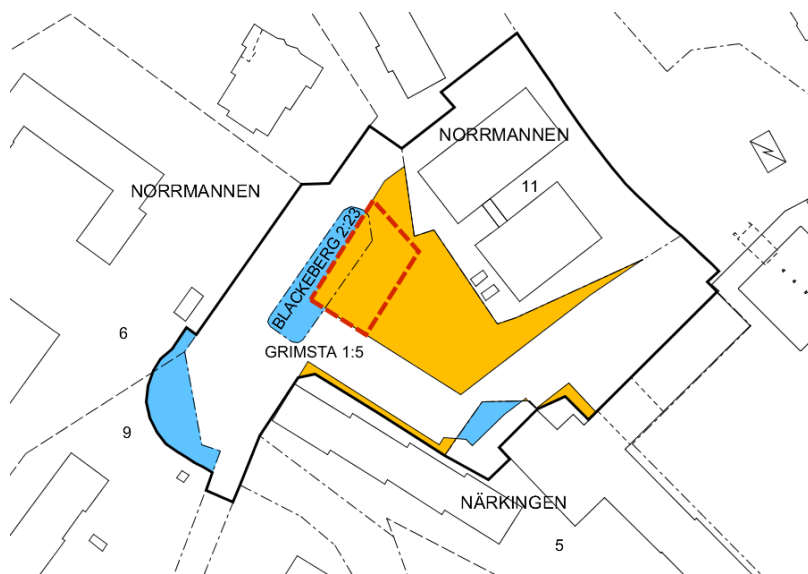 NORRMANNEN
11
NORRMANNEN
BLACKEBERG 2:23
6
GRIMSTA 1:5
9
NÄRKINGEN
5